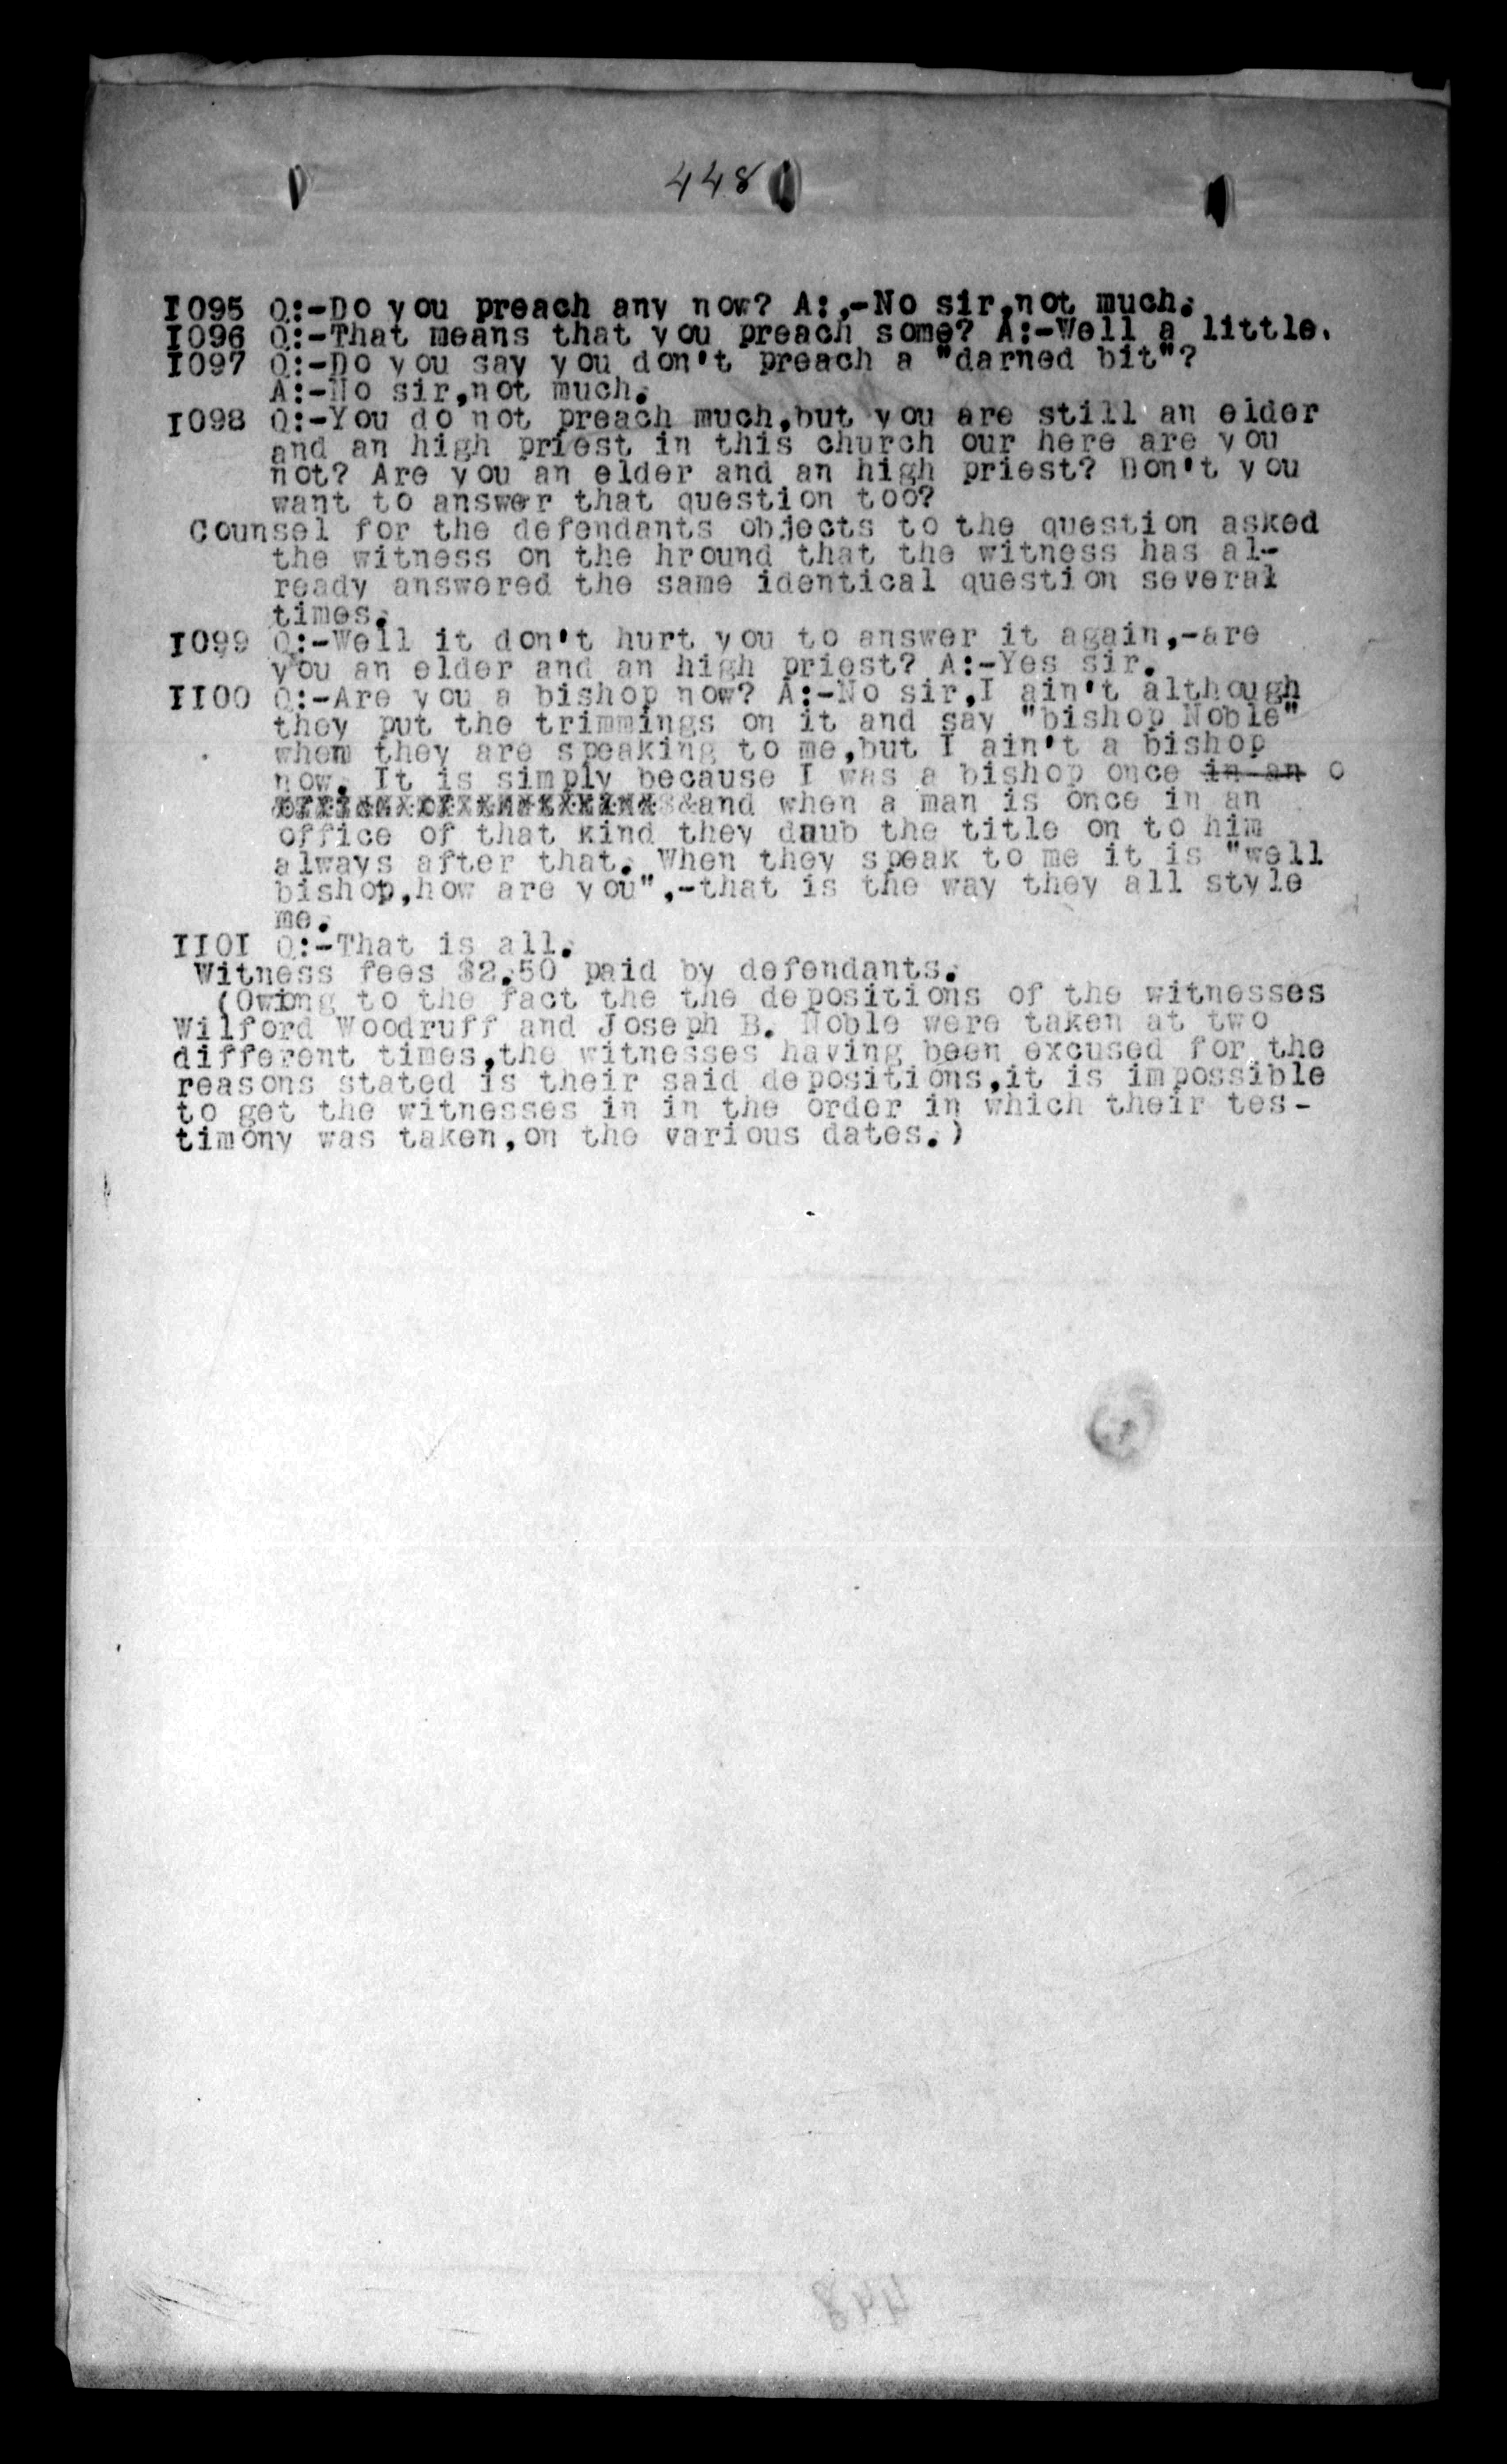 448
I095 Q:-Do you preach any now? A:,-No sir,not much.
I096 Q:-That means that you preach some? A:-Well a little.
I097 Q:-Do you say you don't preach a "darned bit"?
A:-No sir,not much.
I098 Q:-You do not preach much,but you are still an elder
and an high priest in this church our here are you
not? Are you an elder and an high priest? Don't you
want to answer that question too?
Counsel for the defendants objects to the question asked
the witness on the hround that the witness has al-
ready answered the same identical question several
times.
I099 Q:-Well it don't hurt you to answer it again,-are
you an elder and an high priest? A:-Yes sir.
II00 Q:-Are you a bishop now? A:-No sir,I ain't although
they put the trimmings on it and say "bishop Noble"
when they are speaking to me,but I ain't a bishop
now. It is simply because I was a bishop once in an o
&and when a man is once in an
office of that kind they daub the title on to him
always after that. When they speak to me it is "well
bishop,how are you",-that is the way they all style
me.
II0I Q:-That is all.
Witness fees $2.50 paid by defendants.
(Owing to the fact the the depositions of the witnesses
Wilford Woodruff and Joseph B. Noble were taken at two
different times,the witnesses having been excused for the
reasons stated is their said depositions,it is impossible
to get the witnesses in in the order in which their tes-
timony was taken,on the various dates.)
448